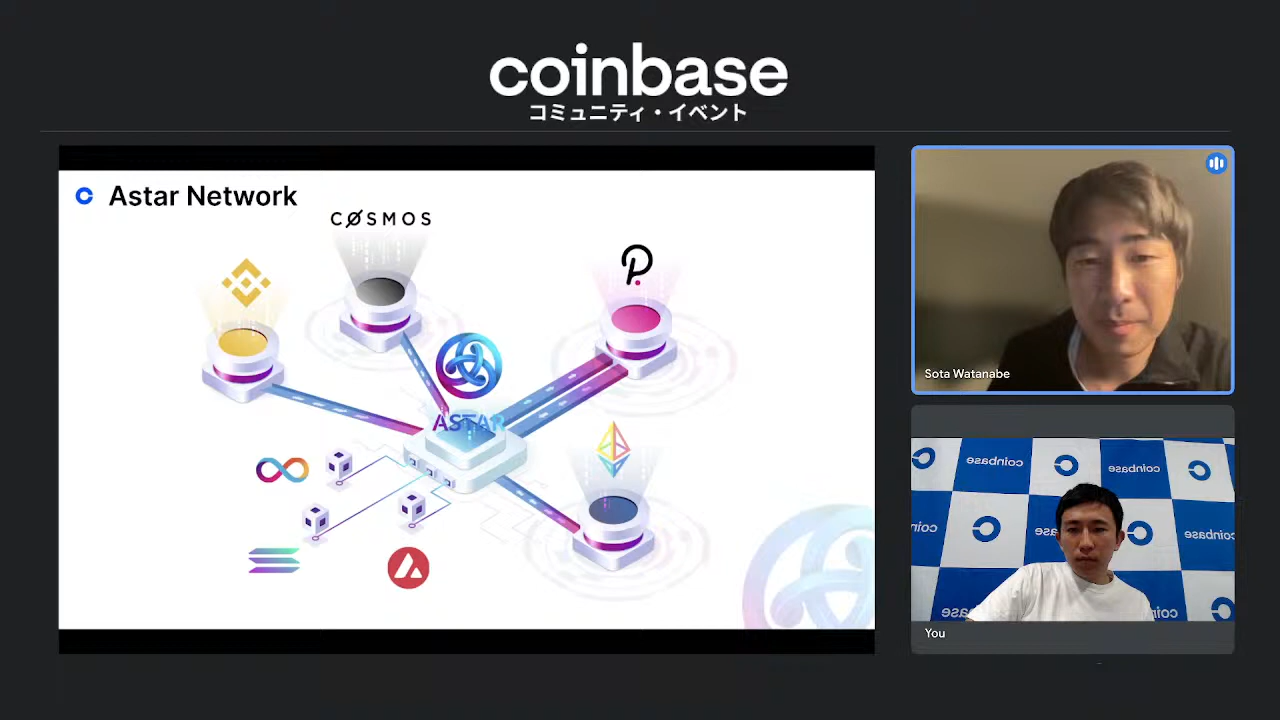 coinbase
コミュニティ・イベント
Astar Network
COSMOS
ASTAR
Sota Watanabe
coinbase
coinbase
coinbase
coinbase
You